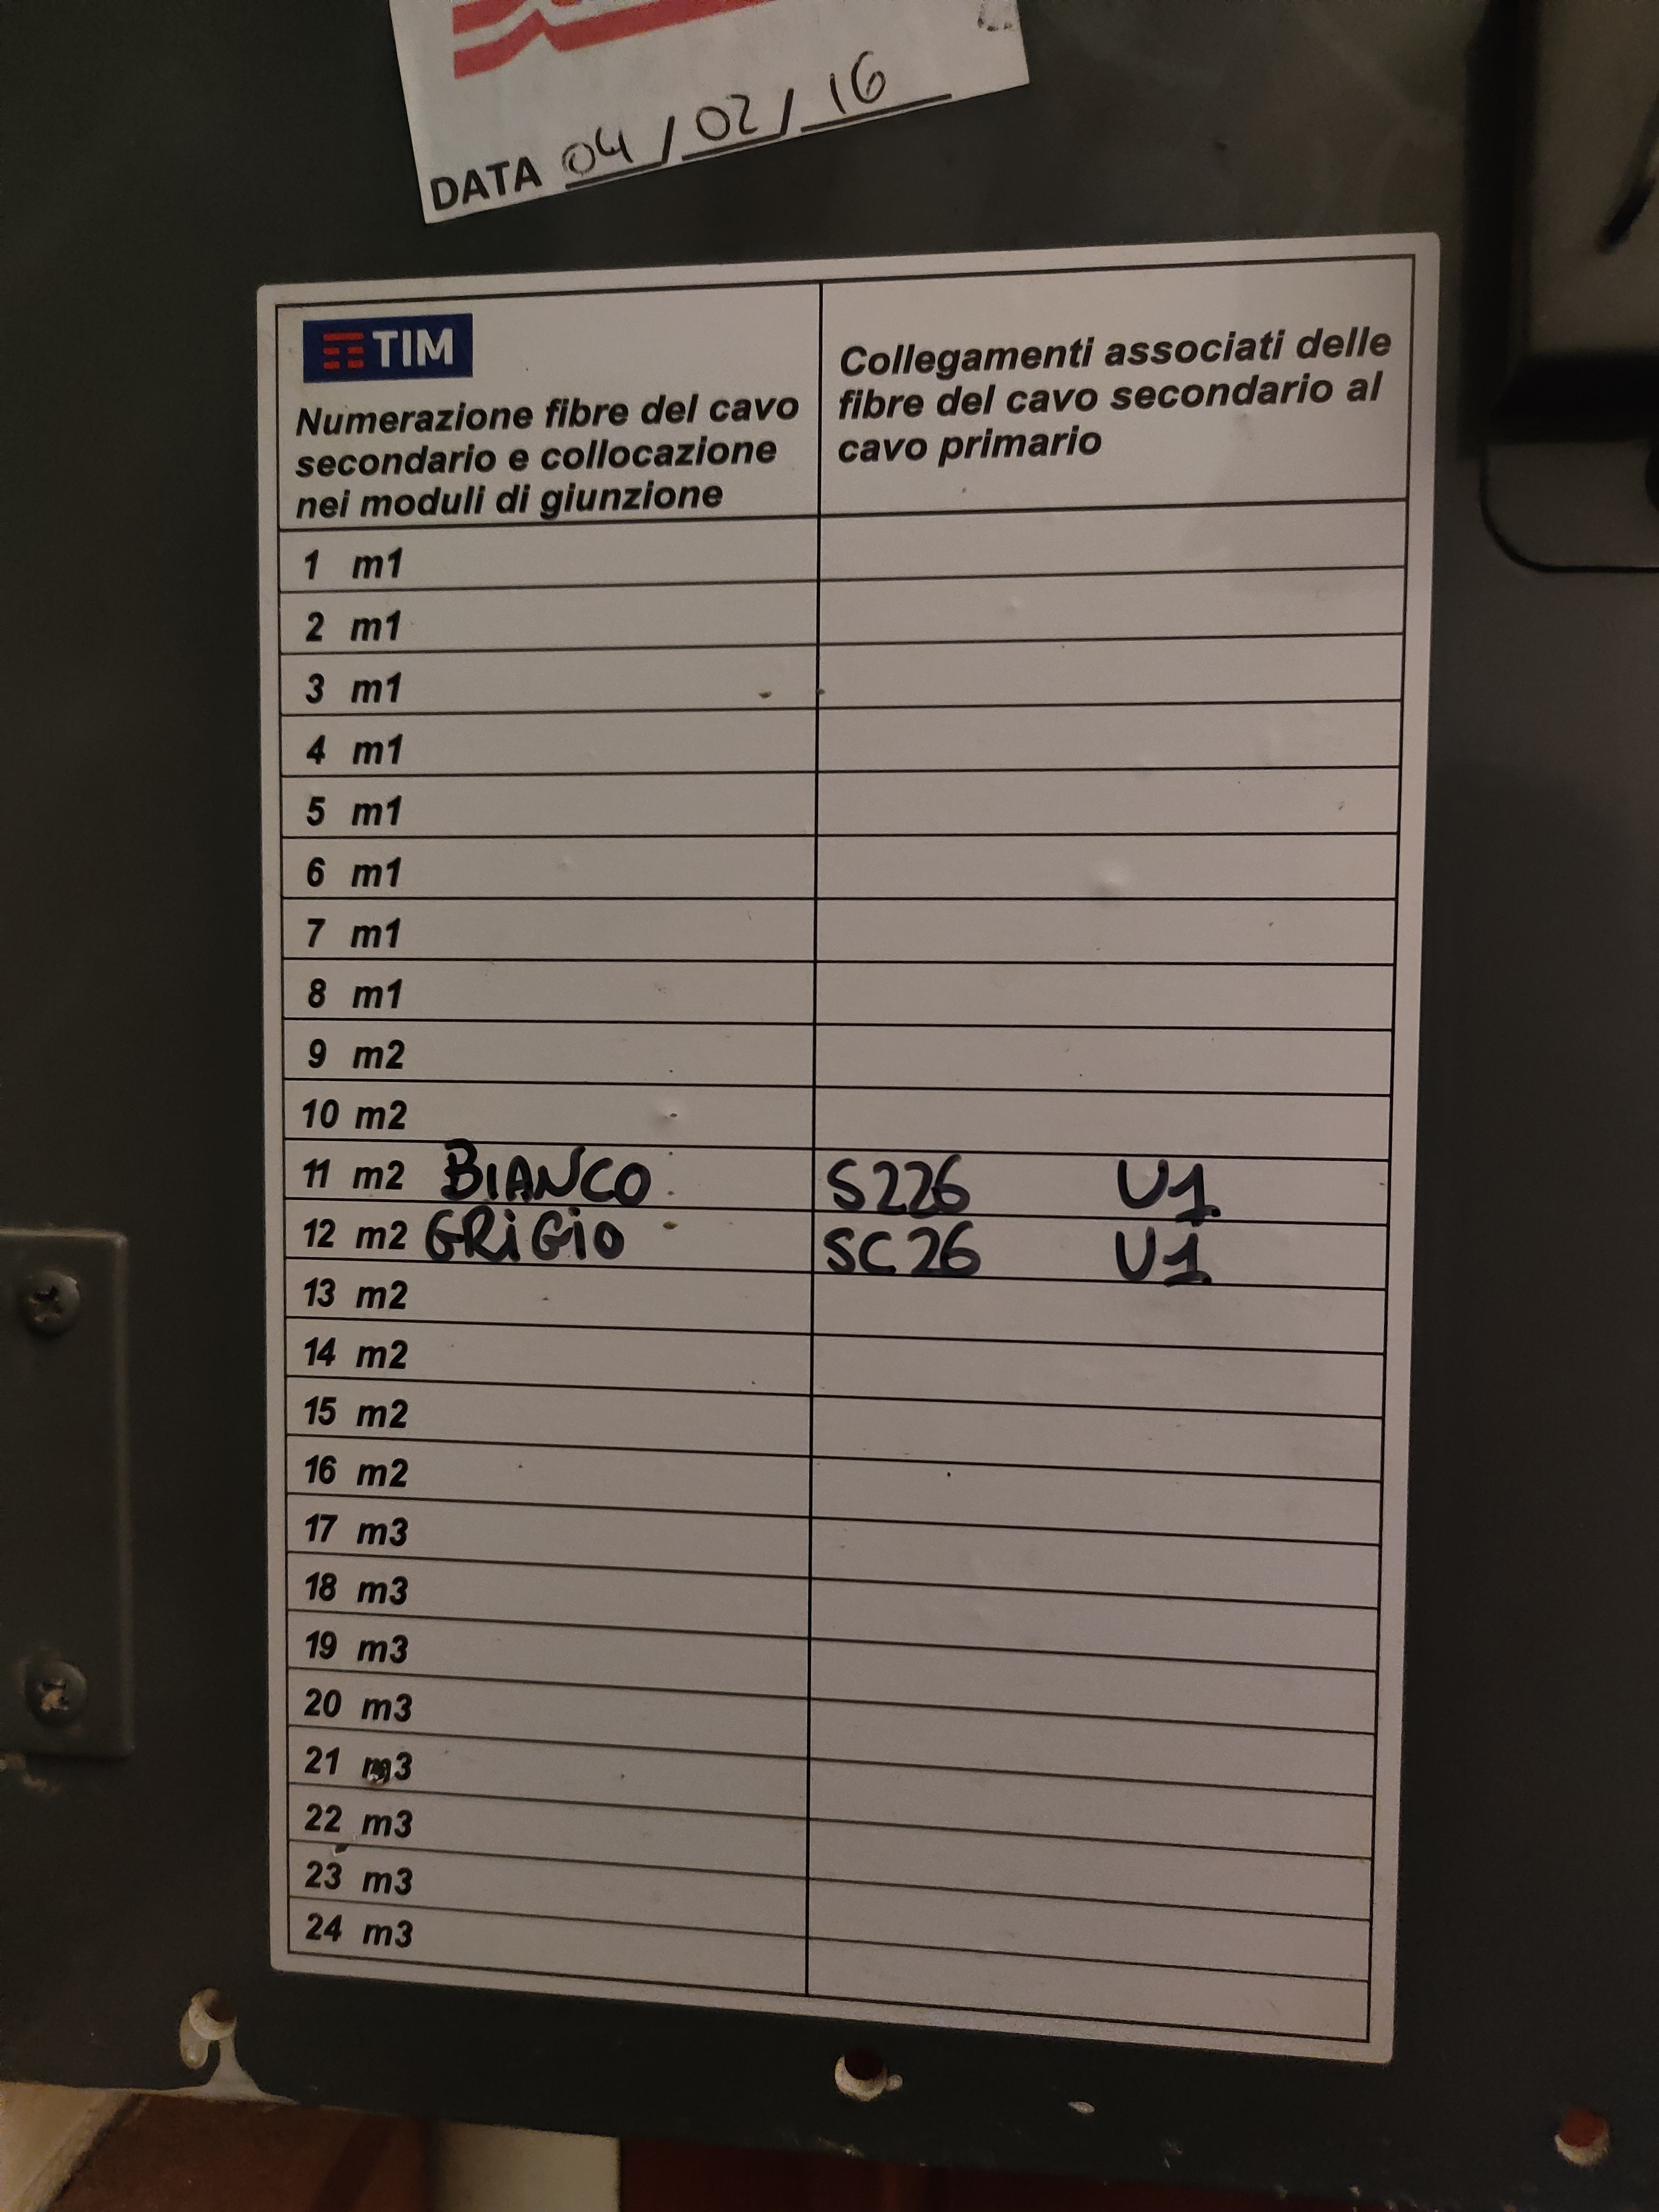 DATA 04/02/16
TIM
Numerazione fibre del cavo
secondario e collocazione
nei moduli di giunzione
Collegamenti associati delle
fibre del cavo secondario al
cavo primario
1 m1
2 m1
3 m1
4 m1
5 m1
6 m1
7 m1
8 m1
9 m2
10 m2
11 m2 BIANCO S226 U1
12 m2 GRIGIO SC26 U1
13 m2
14 m2
15 m2
16 m2
17 m3
18 m3
19 m3
20 m3
21 m3
22 m3
23 m3
24 m3